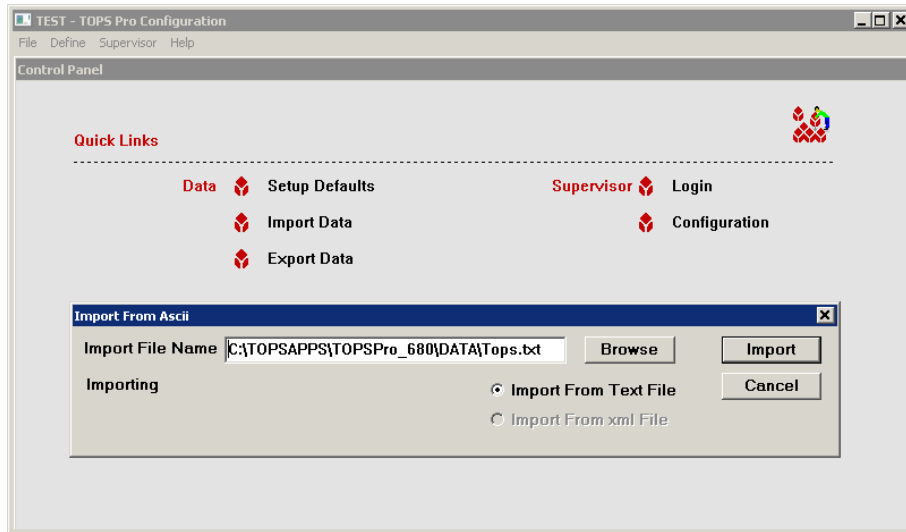 TEST - TOPS Pro Configuration
File Define Supervisor Help
Control Panel
Quick Links
Data Setup Defaults Supervisor Login
Import Data Configuration
Export Data
Import From Ascii
Import File Name C:\TOPSAPPS\TOPSPro_680\DATA\Tops.txt Browse Import
Importing Import From Text File Cancel
Import From xml File